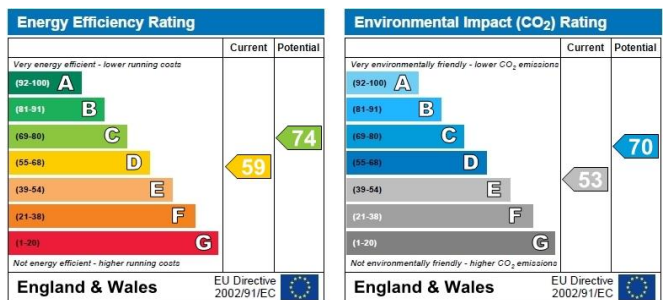 Energy Efficiency Rating
Current Potential
Very energy efficient - lower running costs
(92-100) A
(81-91) B
(69-80) C
74
(55-68) D
59
(39-54) E
(21-38) F
(1-20) G
Not energy efficient - higher running costs
England & Wales
EU Directive
2002/91/EC
Environmental Impact (CO₂) Rating
Current Potential
Very environmentally friendly - lower CO₂ emissions
(92-100) A
(81-91) B
(69-80) C
70
(55-68) D
(39-54) E
53
(21-38) F
(1-20) G
Not environmentally friendly - higher CO₂ emissions
England & Wales
EU Directive
2002/91/EC